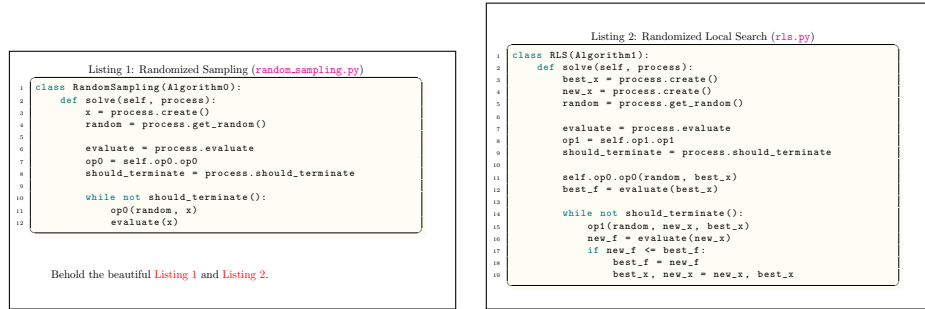 Listing 1: Randomized Sampling (random_sampling.py)
1 class RandomSampling(Algorithm0):
2     def solve(self, process):
3         x = process.create()
4         random = process.get_random()
5
6         evaluate = process.evaluate
7         op0 = self.op0.op0
8         should_terminate = process.should_terminate
9
10         while not should_terminate():
11             op0(random, x)
12             evaluate(x)
Behold the beautiful Listing 1 and Listing 2.
Listing 2: Randomized Local Search (rls.py)
1 class RLS(Algorithm1):
2     def solve(self, process):
3         best_x = process.create()
4         new_x = process.create()
5         random = process.get_random()
6
7         evaluate = process.evaluate
8         op1 = self.op1.op1
9         should_terminate = process.should_terminate
10
11         self.op0.op0(random, best_x)
12         best_f = evaluate(best_x)
13
14         while not should_terminate():
15             op1(random, new_x, best_x)
16             new_f = evaluate(new_x)
17             if new_f <= best_f:
18                 best_f = new_f
19                 best_x, new_x = new_x, best_x